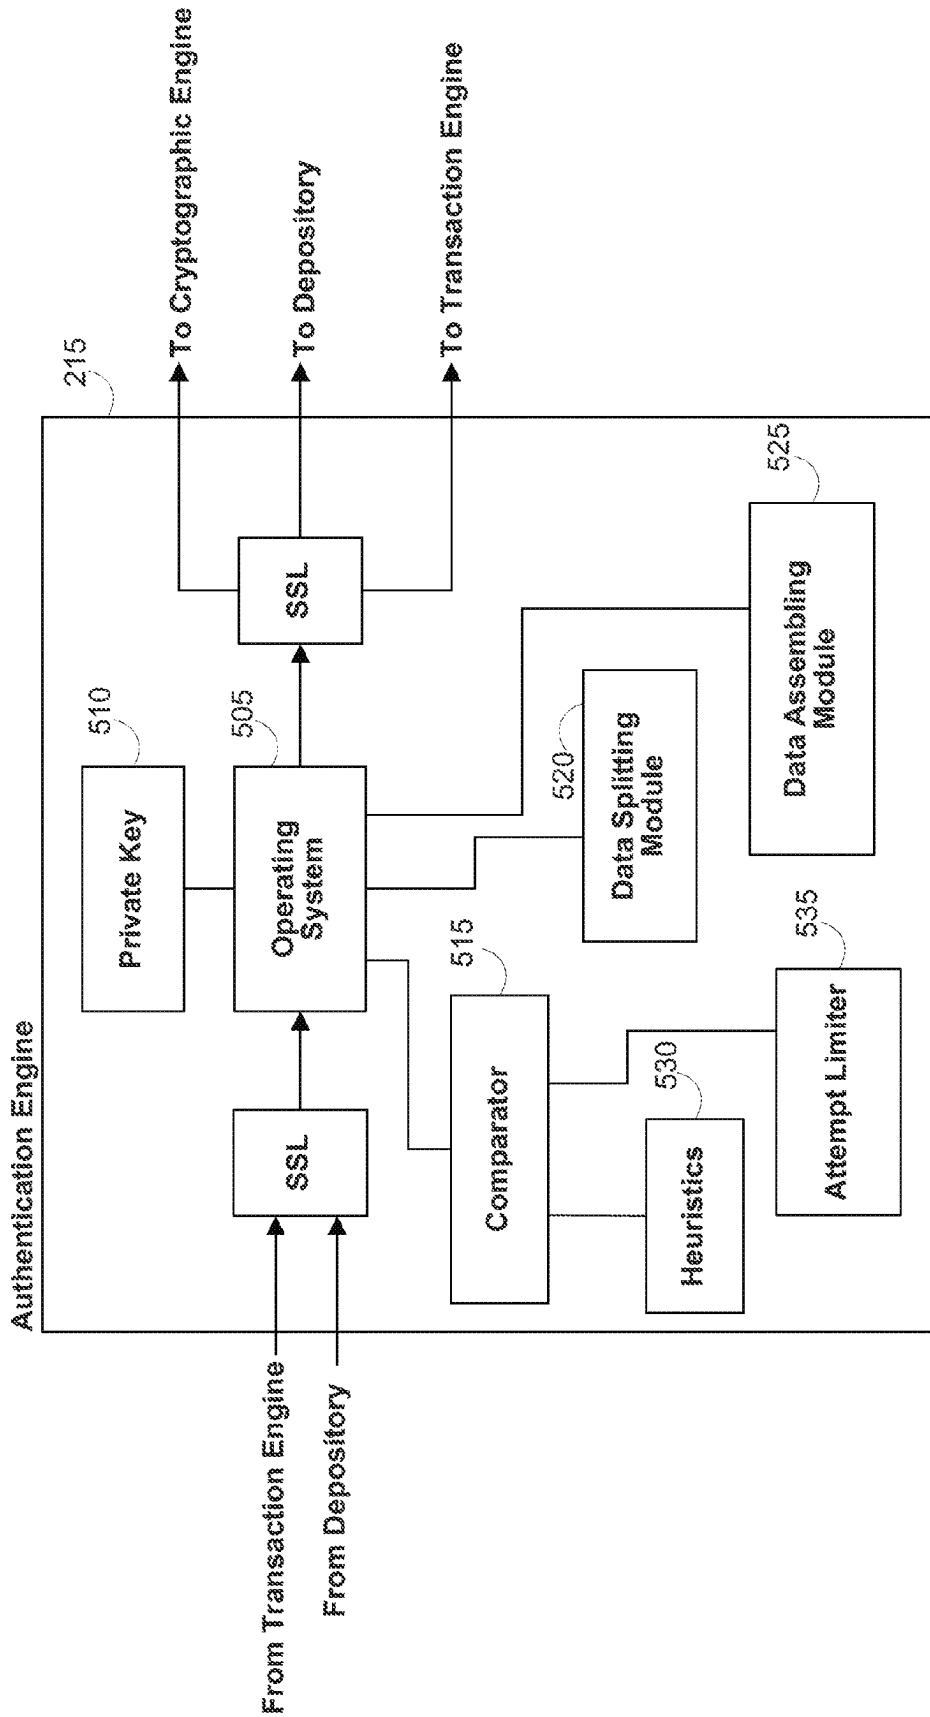 Authentication Engine
215
From Transaction Engine
From Depository
SSL
Private Key
510
Operating
System
505
SSL
To Cryptographic Engine
To Depository
To Transaction Engine
Comparator
515
Heuristics
530
Attempt Limiter
535
Data Splitting
Module
520
Data Assembling
Module
525